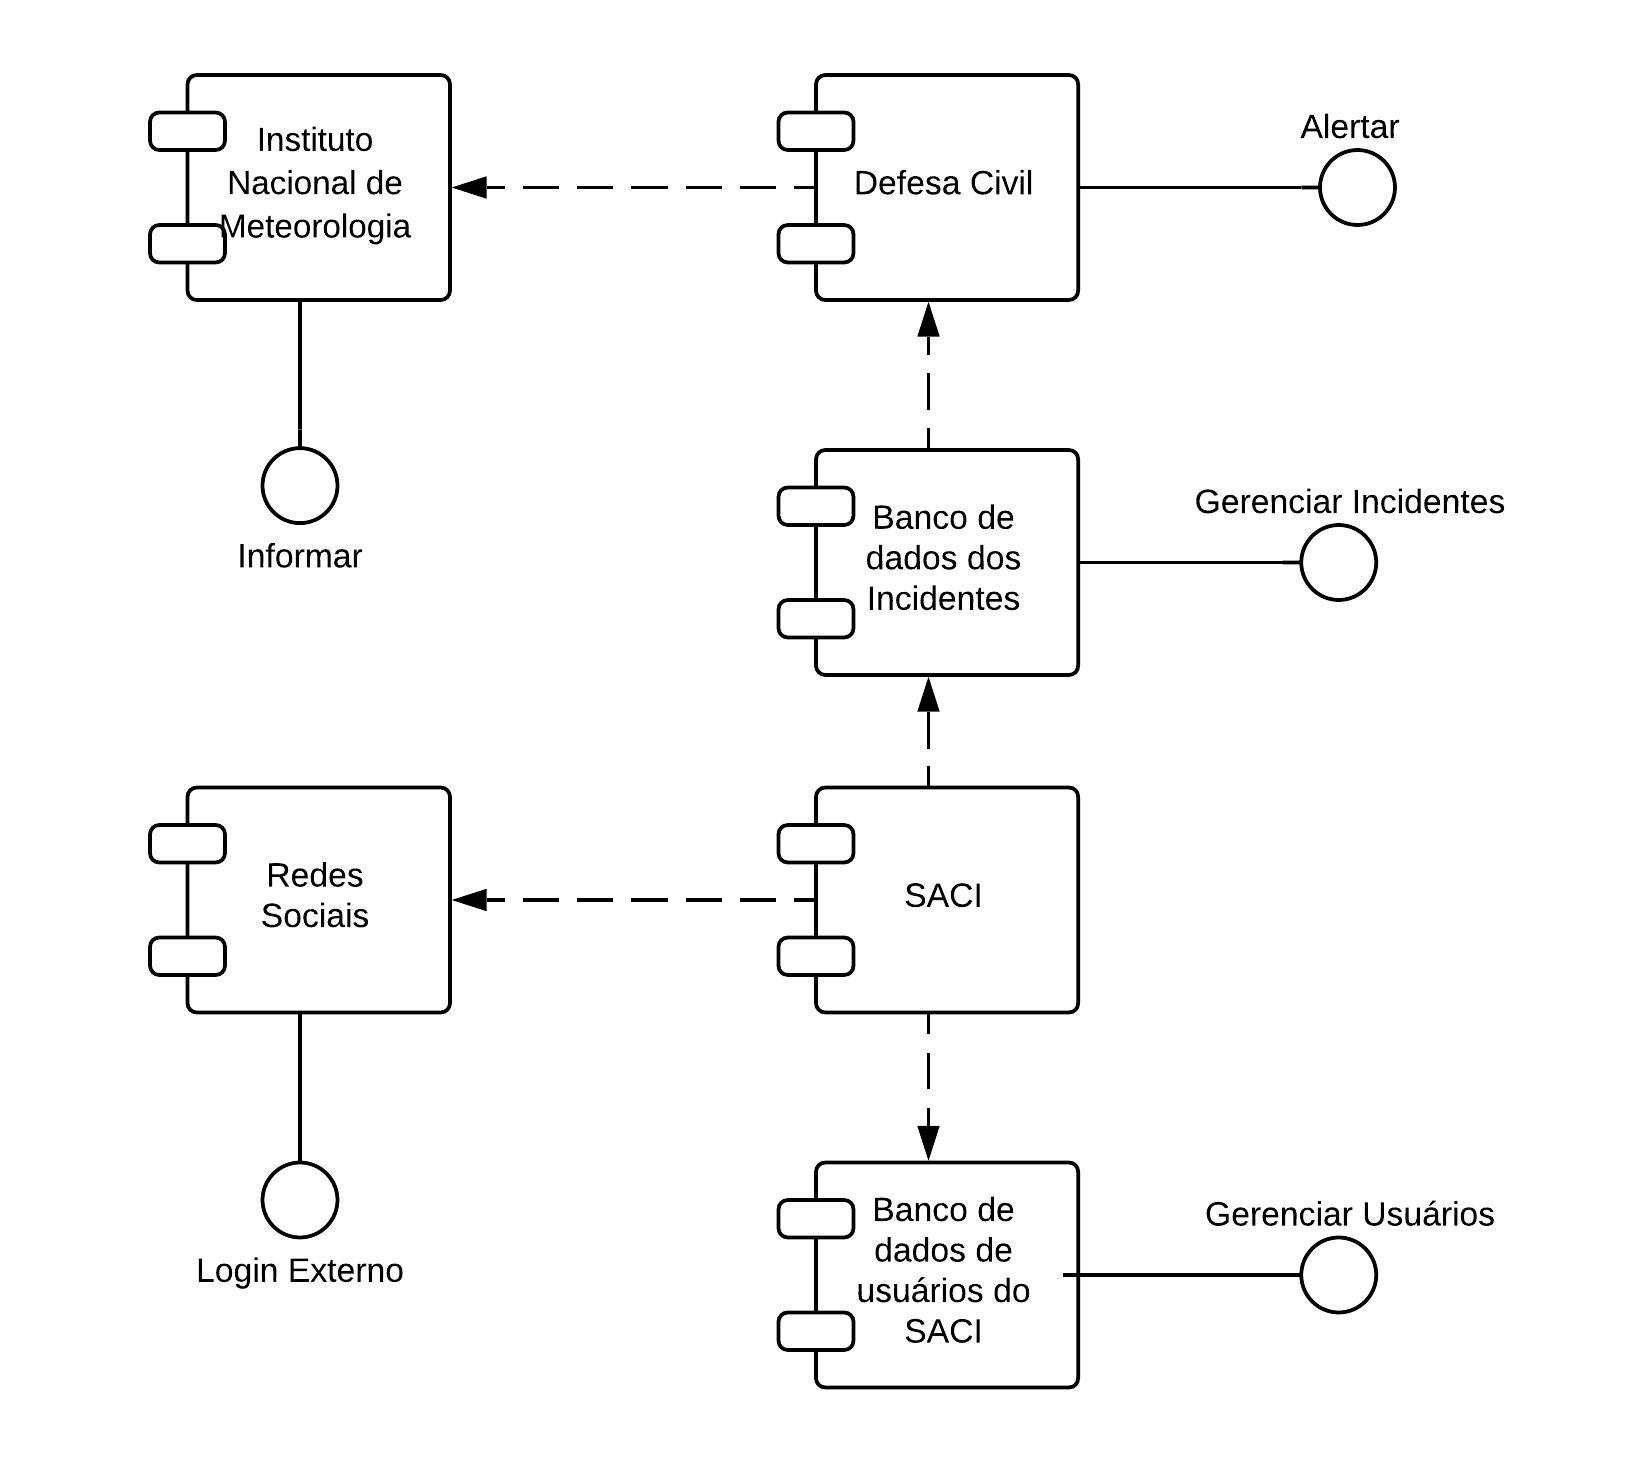 Instituto
Nacional de
Meteorologia
Defesa Civil
Alertar
Informar
Banco de
dados dos
Incidentes
Gerenciar Incidentes
Redes
Sociais
SACI
Login Externo
Banco de
dados de
usuários do
SACI
Gerenciar Usuários